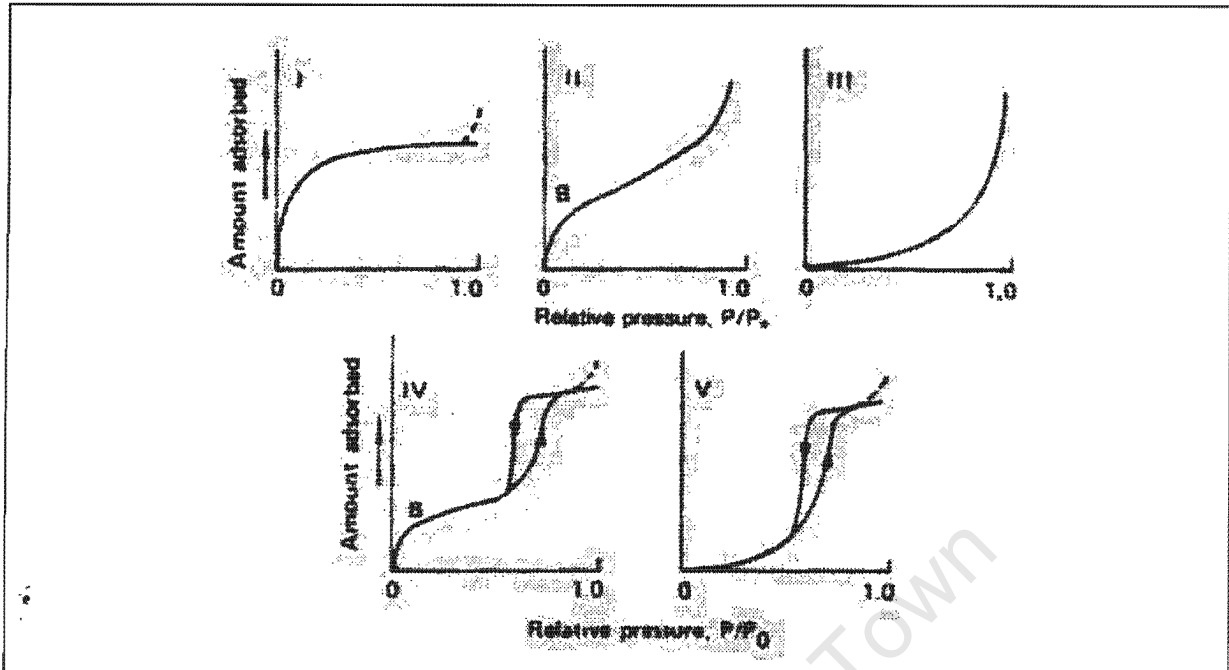 I II III
Amount adsorbed
B
0 1.0 0 1.0 0 1.0
Relative pressure, P/P₀
IV V
Amount adsorbed
B
0 1.0 0 1.0
Relative pressure, P/P₀
Town